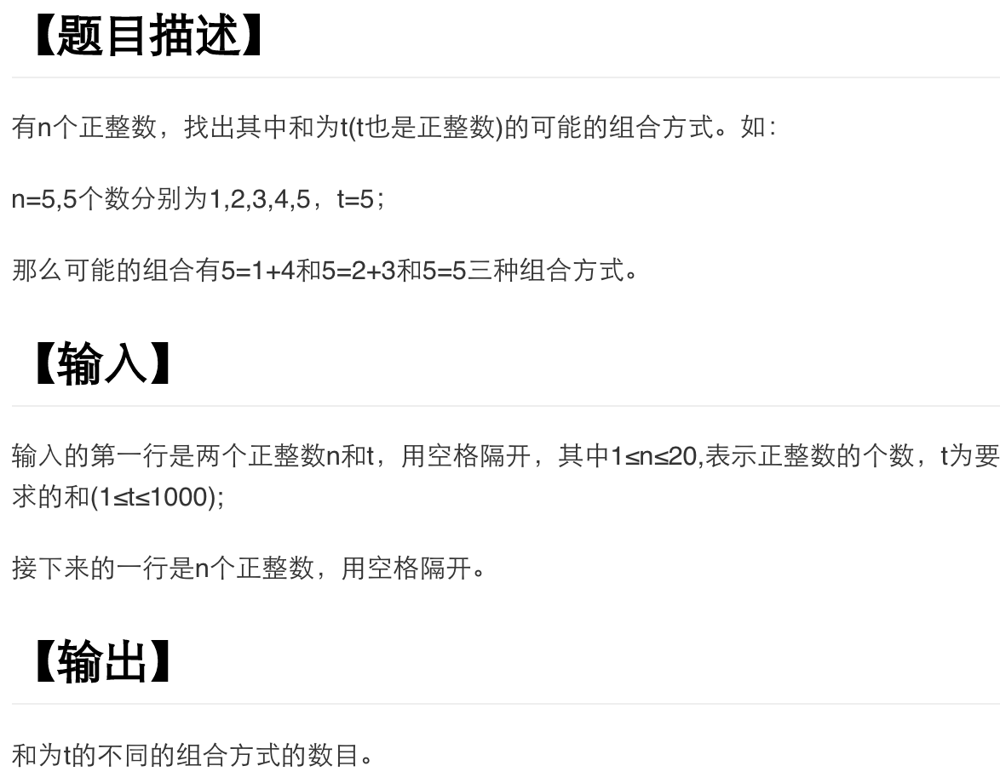 【题目描述】
有n个正整数，找出其中和为t(t也是正整数)的可能的组合方式。如：
n=5,5个数分别为1,2,3,4,5，t=5；
那么可能的组合有5=1+4和5=2+3和5=5三种组合方式。
【输入】
输入的第一行是两个正整数n和t，用空格隔开，其中1≤n≤20,表示正整数的个数，t为要
求的和(1≤t≤1000);
接下来的一行是n个正整数，用空格隔开。
【输出】
和为t的不同的组合方式的数目。